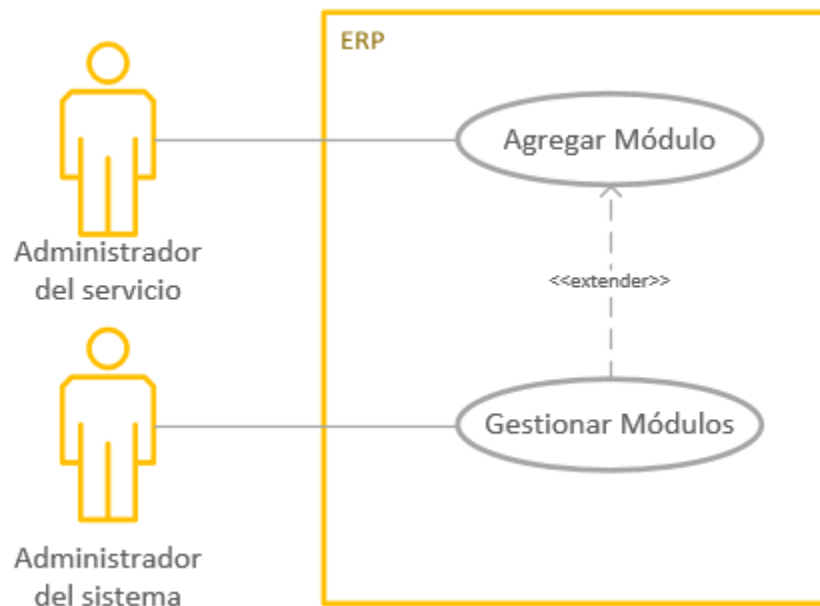 ERP
Agregar Módulo
Administrador
del servicio
<<extender>>
Gestionar Módulos
Administrador
del sistema